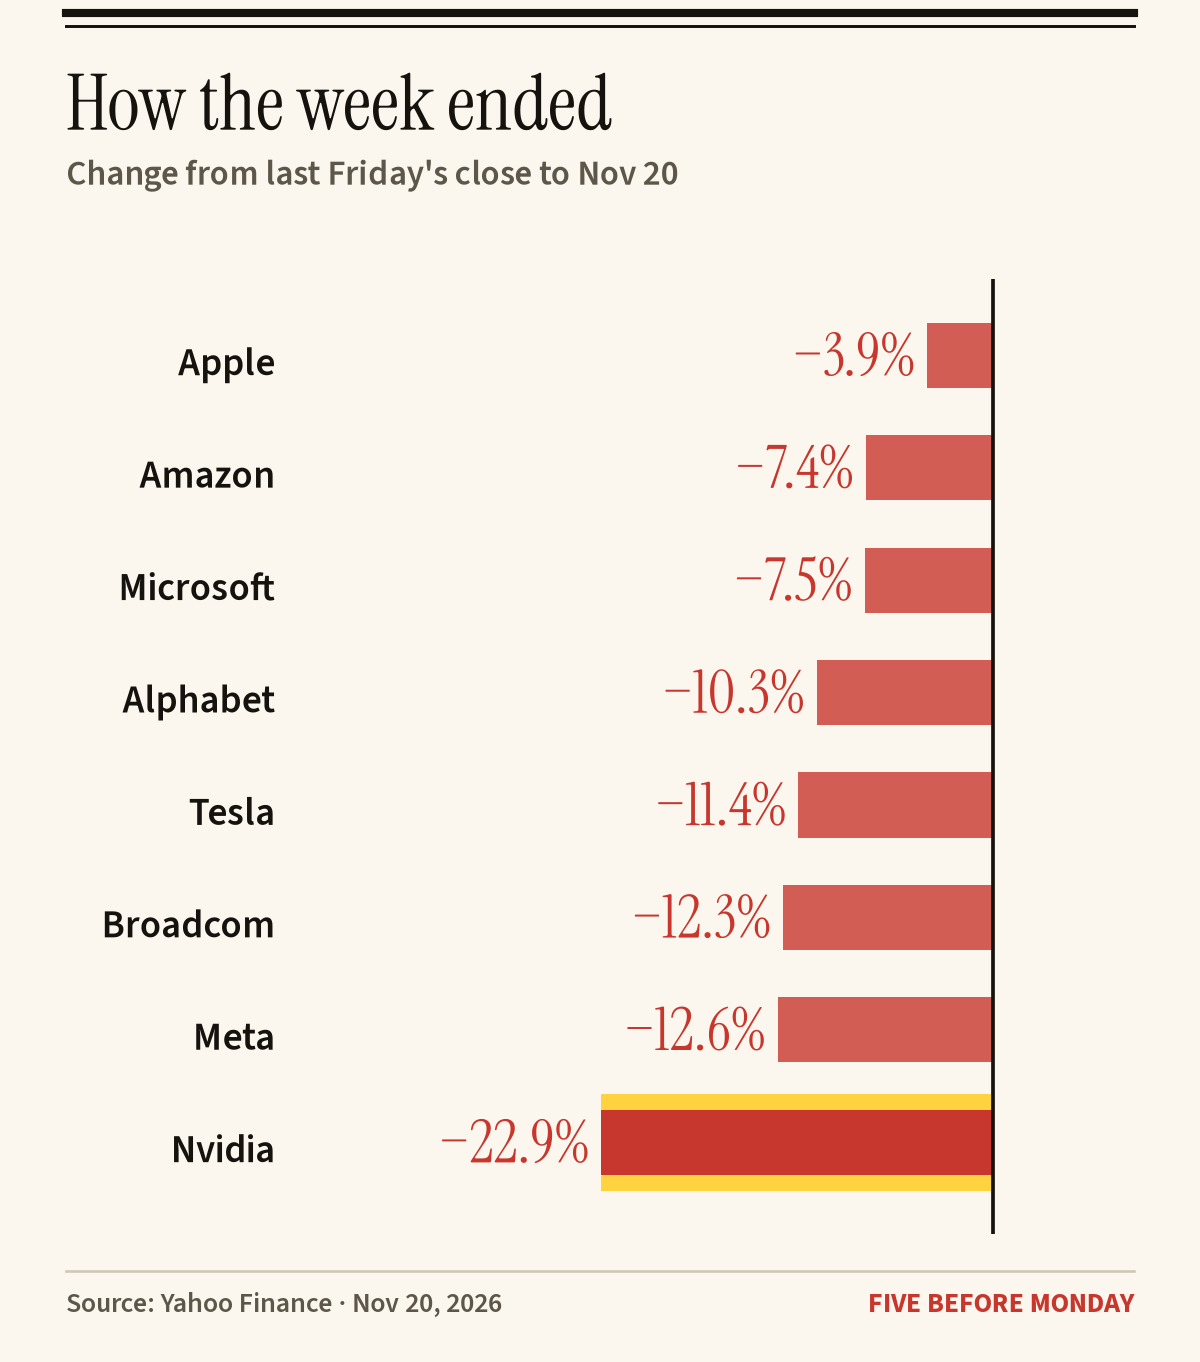 How the week ended
Change from last Friday's close to Nov 20
Apple −3.9%
Amazon −7.4%
Microsoft −7.5%
Alphabet −10.3%
Tesla −11.4%
Broadcom −12.3%
Meta −12.6%
Nvidia −22.9%
Source: Yahoo Finance · Nov 20, 2026 FIVE BEFORE MONDAY